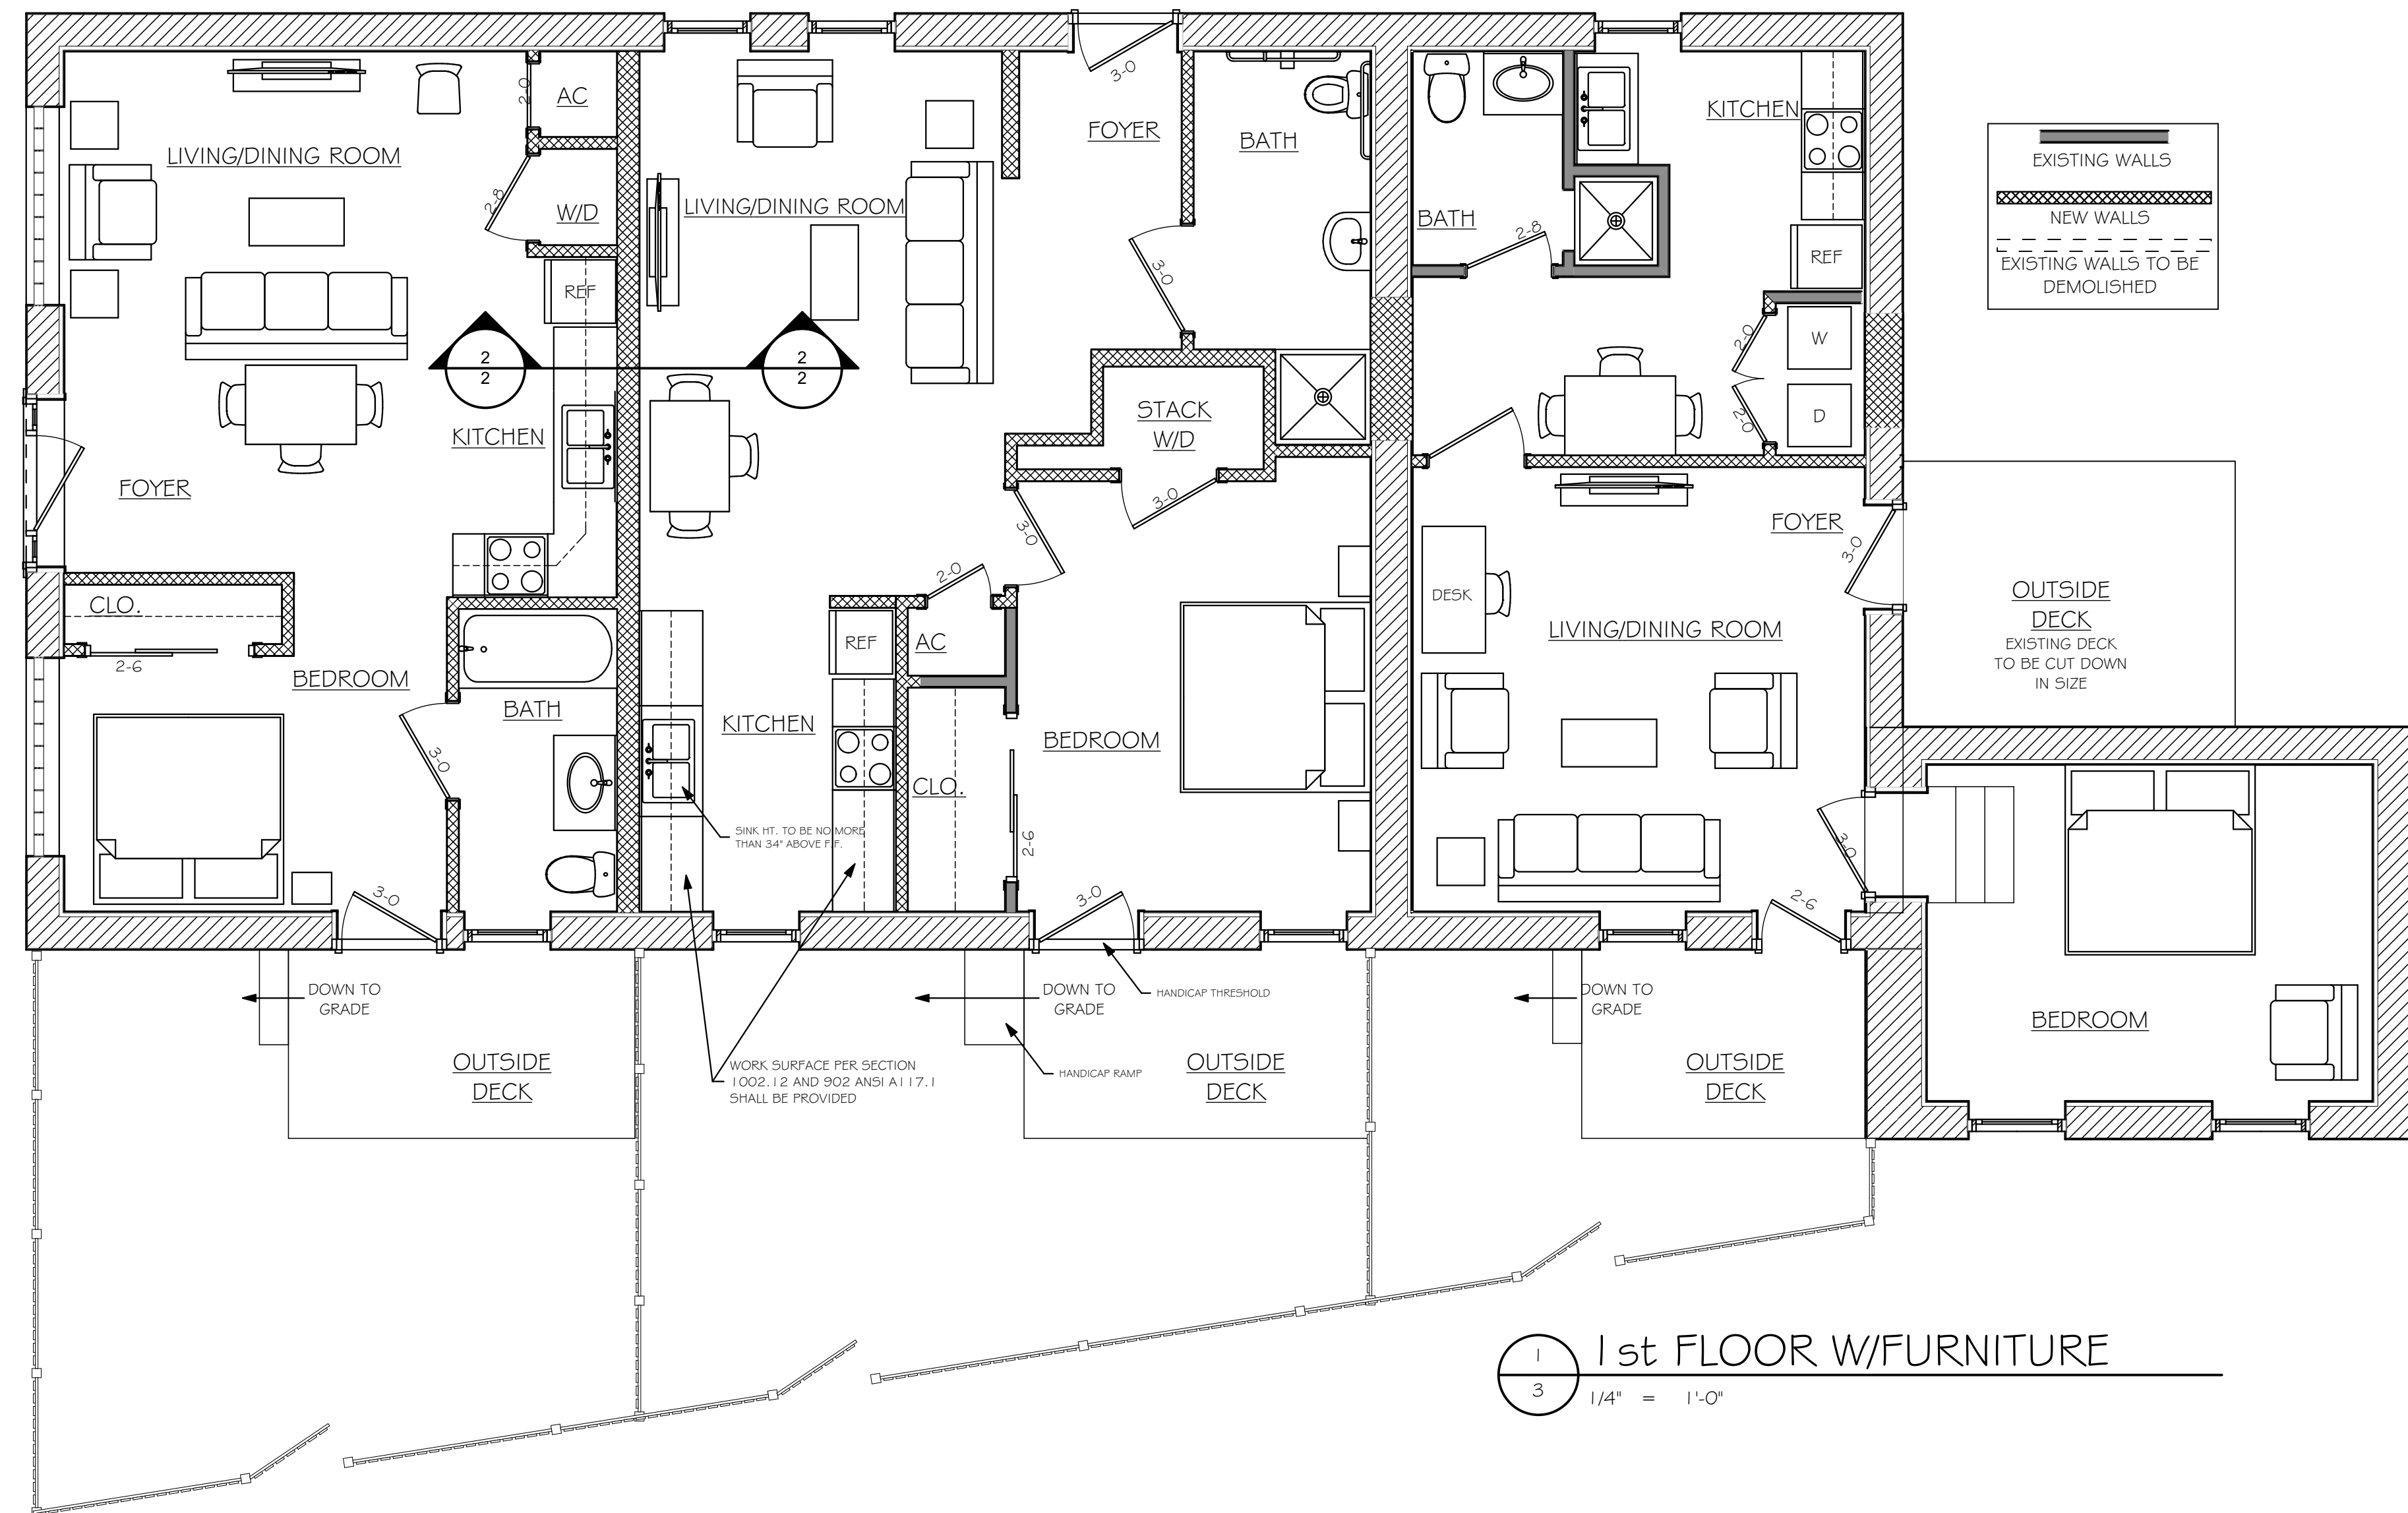 3-0
2-0
AC
KITCHEN
FOYER
BATH
LIVING/DINING ROOM
EXISTING WALLS
2-8
W/D
LIVING/DINING ROOM
NEW WALLS
BATH
2-8
REF
EXISTING WALLS TO BE
DEMOLISHED
3-0
REF
2-0
W
2
2
2
2
STACK
W/D
2-0
D
KITCHEN
FOYER
3-0
3-0
FOYER
3-0
2-0
DESK
OUTSIDE
DECK
EXISTING DECK
TO BE CUT DOWN
IN SIZE
CLO.
2-6
REF
AC
LIVING/DINING ROOM
BEDROOM
BATH
KITCHEN
BEDROOM
3-0
CLO.
SINK HT. TO BE NO MORE
THAN 34" ABOVE F.F.
2-6
3-0
3-0
3-0
2-6
DOWN TO
GRADE
DOWN TO
GRADE
HANDICAP THRESHOLD
DOWN TO
GRADE
BEDROOM
OUTSIDE
DECK
WORK SURFACE PER SECTION
1002.12 AND 902 ANSI A117.1
SHALL BE PROVIDED
HANDICAP RAMP
OUTSIDE
DECK
OUTSIDE
DECK
1
3
1st FLOOR W/FURNITURE
1/4" = 1'-0"